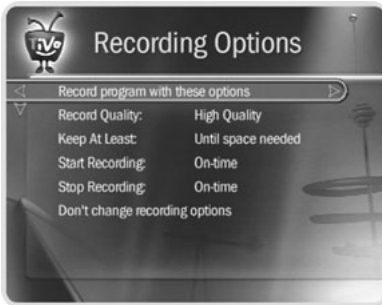 TiVo
Recording Options
Record program with these options
Record Quality: High Quality
Keep At Least: Until space needed
Start Recording: On-time
Stop Recording: On-time
Don't change recording options